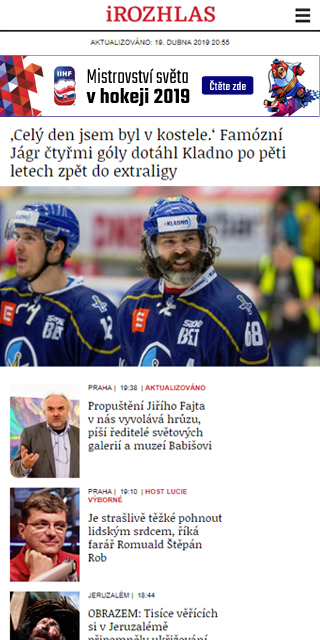 iROZHLAS
AKTUALIZOVÁNO: 19. DUBNA 2019 20:55
IIHF
Mistrovství světa
v hokeji 2019
Čtěte zde
‚Celý den jsem byl v kostele.‘ Famózní
Jágr čtyřmi góly dotáhl Kladno po pěti
letech zpět do extraligy
KLADNO
68
PRAHA | 19:38 | AKTUALIZOVÁNO
Propuštění Jiřího Fajta
v nás vyvolává hrůzu,
píší ředitelé světových
galerií a muzeí Babišovi
PRAHA | 19:10 | HOST LUCIE
VÝBORNÉ
Je strašlivě těžké pohnout
lidským srdcem, říká
farář Romuald Štěpán
Rob
JERUZALÉM | 18:44
OBRAZEM: Tisíce věřících
si v Jeruzalémě
připomněly ukřižování